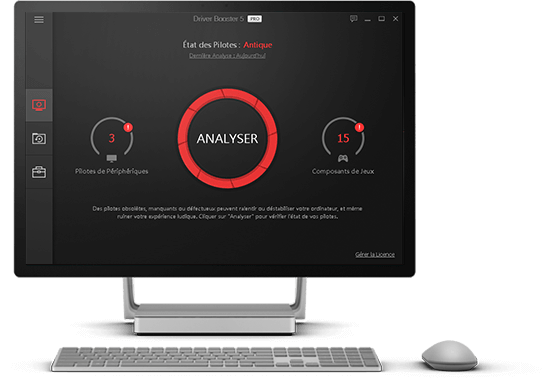 Driver Booster 5 PRO
État des Pilotes : Antique
Dernière Analyse : Aujourd'hui
3
ANALYSER
15
Pilotes de Périphériques
Composants de Jeux
Des pilotes obsolètes, manquants ou défectueux peuvent ralentir ou déstabiliser votre ordinateur, et même
ruiner votre expérience ludique. Cliquer sur "Analyser" pour vérifier l'état de vos pilotes.
Gérer la Licence